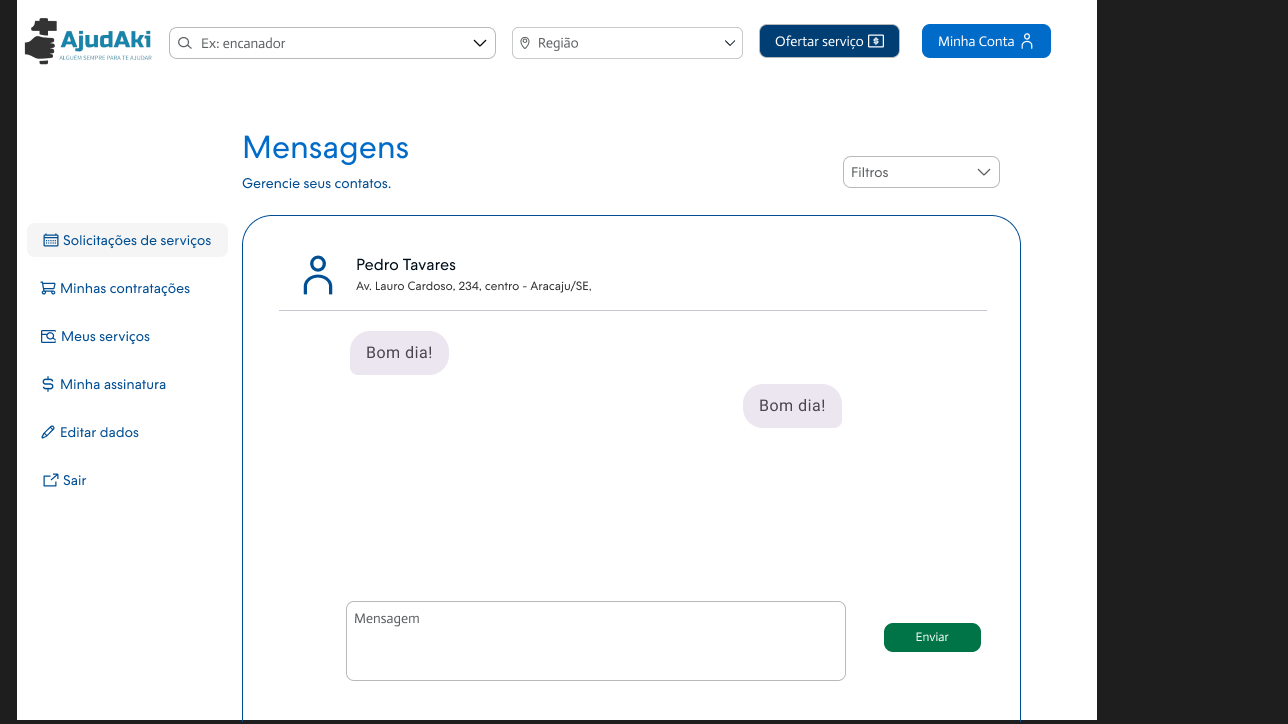 AjudAki
ALGUÉM SEMPRE PARA TE AJUDAR
Ex: encanador
Região
Ofertar serviço
Minha Conta
Mensagens
Gerencie seus contatos.
Filtros
Solicitações de serviços
Minhas contratações
Meus serviços
Minha assinatura
Editar dados
Sair
Pedro Tavares
Av. Lauro Cardoso, 234, centro - Aracaju/SE,
Bom dia!
Bom dia!
Mensagem
Enviar